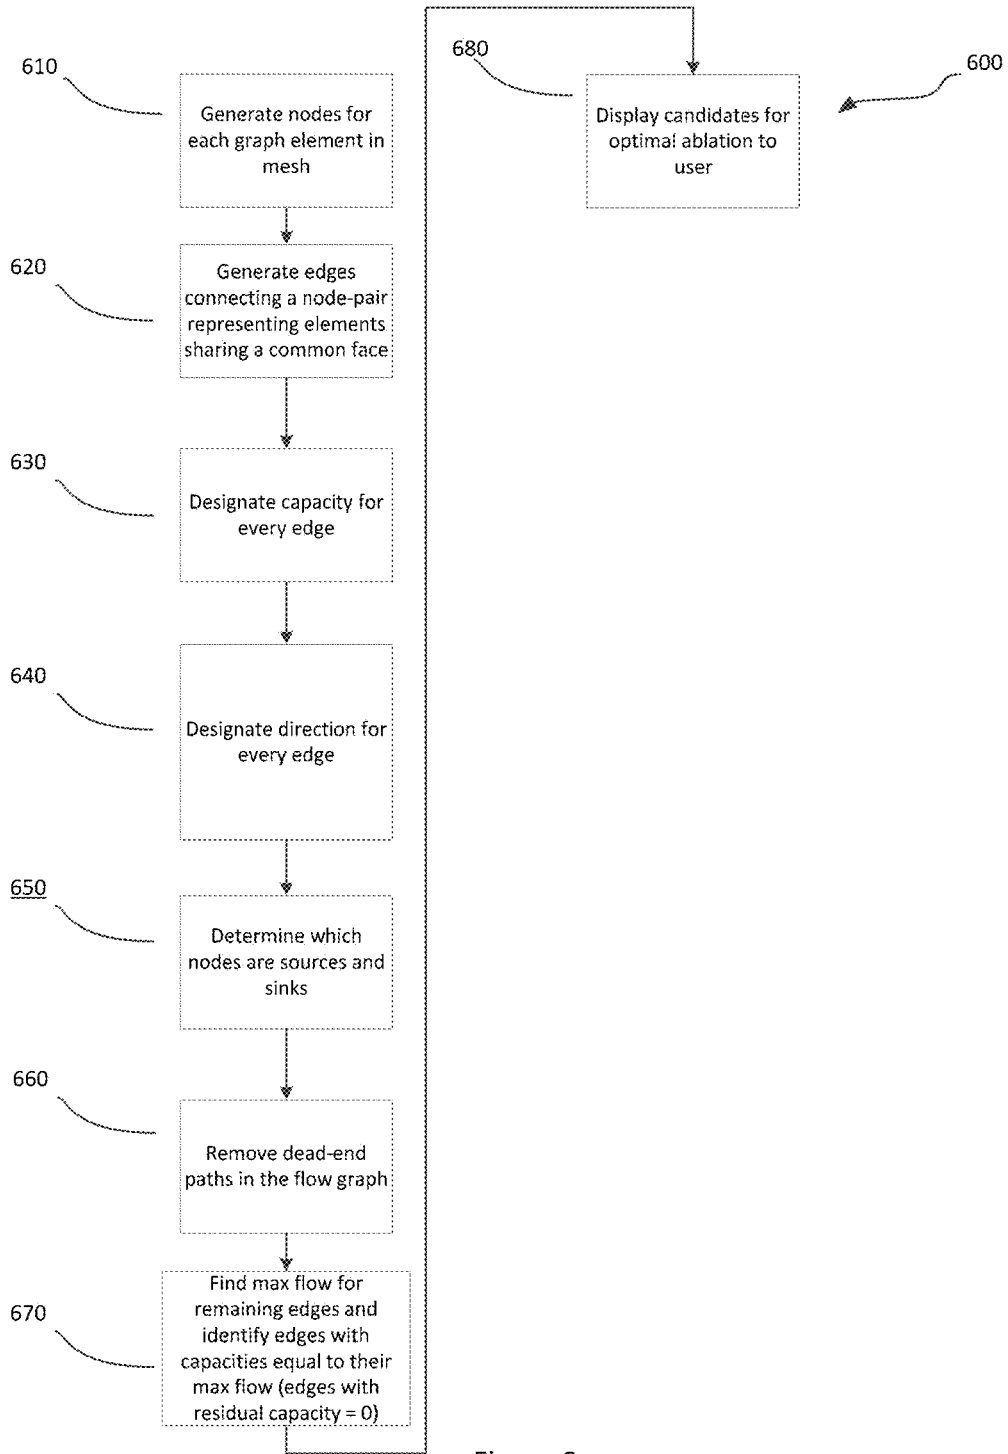 610
Generate nodes for
each graph element in
mesh
620
Generate edges
connecting a node-pair
representing elements
sharing a common face
630
Designate capacity for
every edge
640
Designate direction for
every edge
650
Determine which
nodes are sources and
sinks
660
Remove dead-end
paths in the flow graph
670
Find max flow for
remaining edges and
identify edges with
capacities equal to their
max flow (edges with
residual capacity = 0)
680
Display candidates for
optimal ablation to
user
600